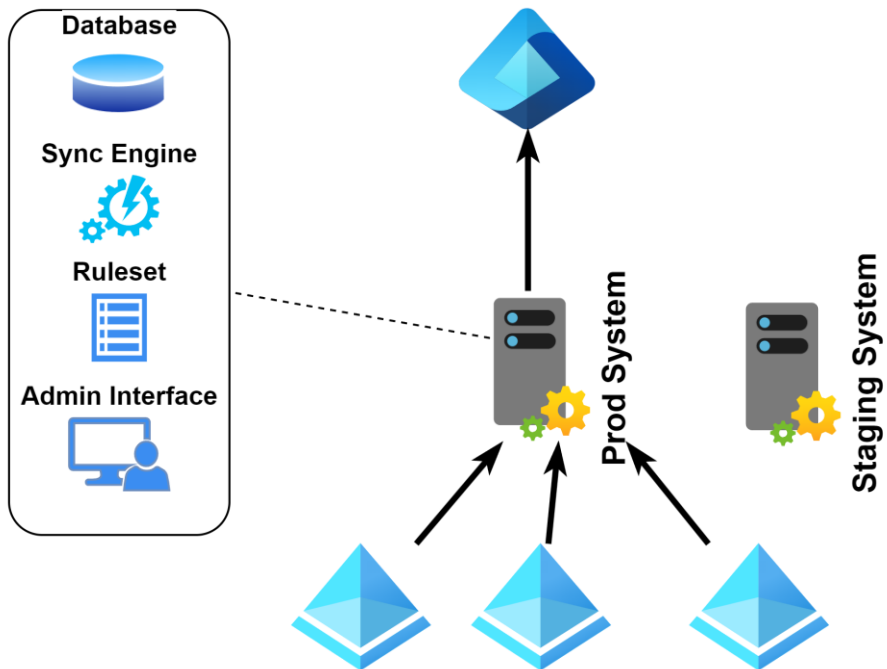 Database
Sync Engine
Ruleset
Admin Interface
Prod System
Staging System